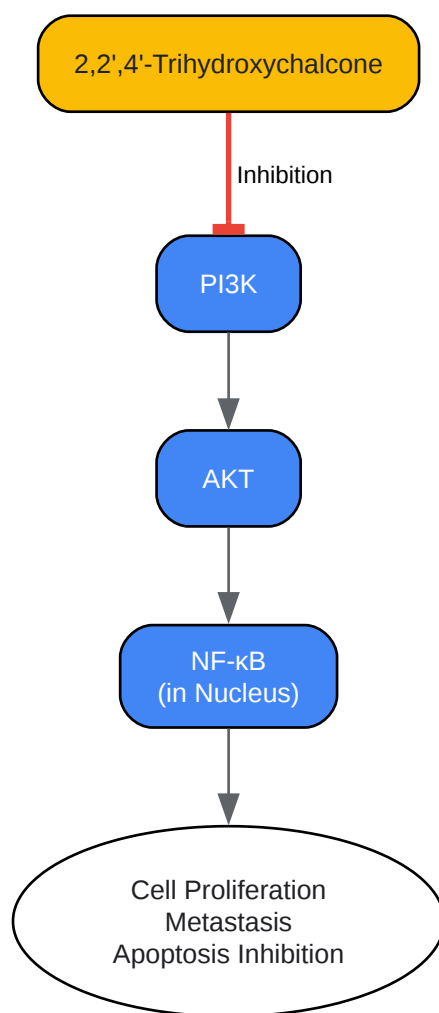 2,2',4'-Trihydroxychalcone
Inhibition
PI3K
AKT
NF-κB
(in Nucleus)
Cell Proliferation
Metastasis
Apoptosis Inhibition